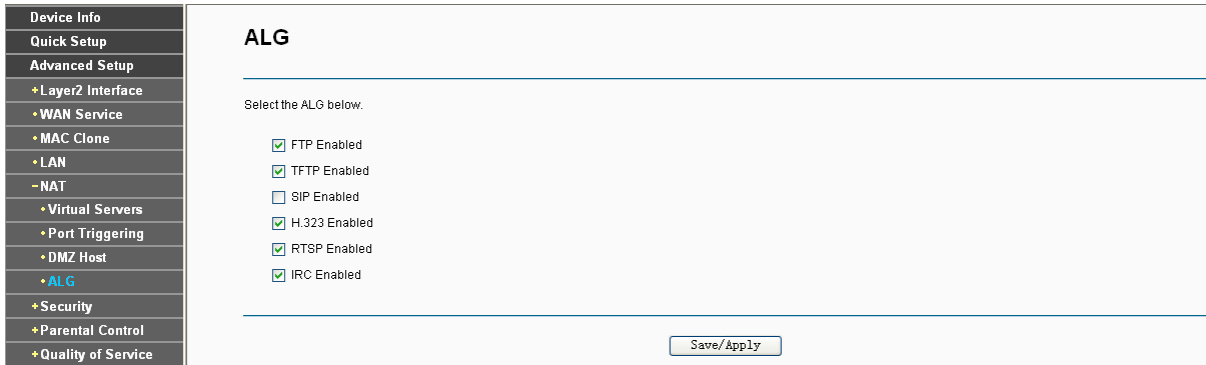 Device Info
Quick Setup
Advanced Setup
+Layer2 Interface
•WAN Service
•MAC Clone
•LAN
−NAT
•Virtual Servers
•Port Triggering
•DMZ Host
•ALG
+Security
+Parental Control
+Quality of Service
ALG
Select the ALG below.
FTP Enabled
TFTP Enabled
SIP Enabled
H.323 Enabled
RTSP Enabled
IRC Enabled
Save/Apply